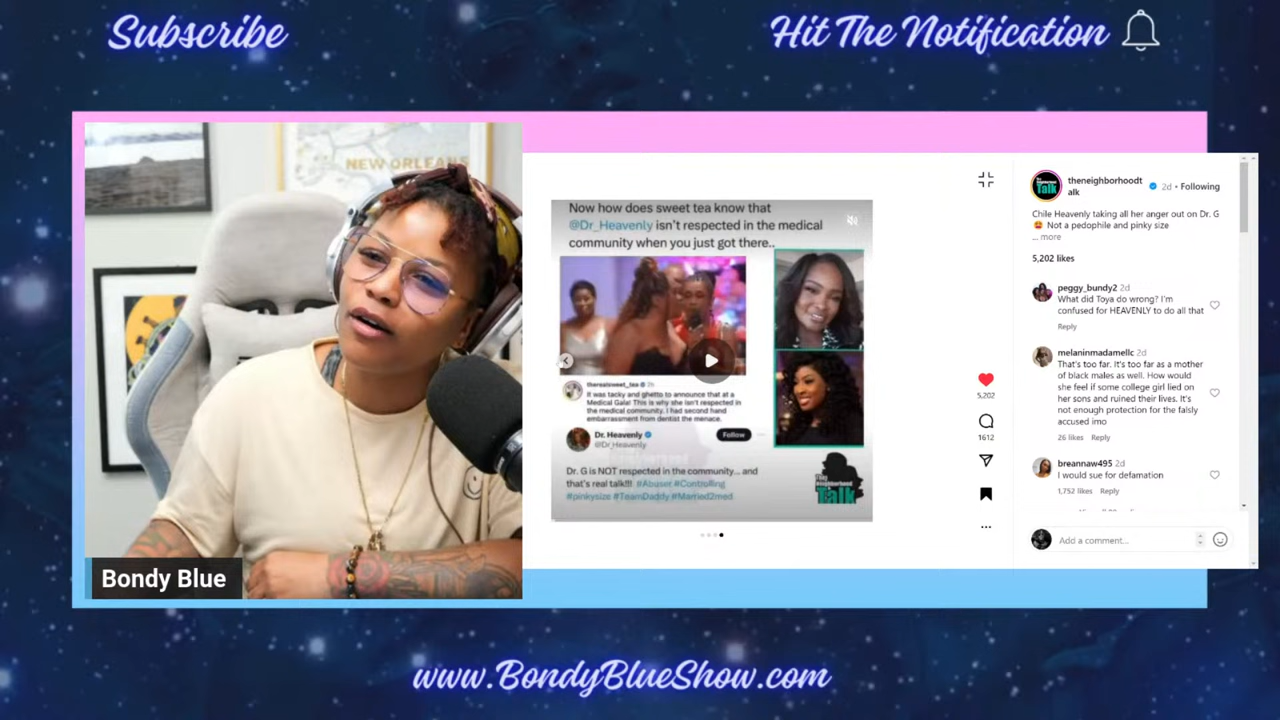 Subscribe
Hit The Notification
NEW ORLEANS
Bondy Blue
Now how does sweet tea know that
@Dr_Heavenly isn't respected in the medical
community when you just got there..
therealsweet_tea 2h
It was tacky and ghetto to announce that at a
Medical Gala! This is why she isn't respected in
the medical community. I had second hand
embarrassment from dentist the menace.
Dr. Heavenly
@Dr_Heavenly
Follow
Dr. G is NOT respected in the community... and
that's real talk!!! #Abuser #Controlling
#pinkysize #TeamDaddy #Married2med
Talk
5,202
1612
theneighborhoodt
alk
2d • Following
Chile Heavenly taking all her anger out on Dr. G
🤩 Not a pedophile and pinky size
... more
5,202 likes
peggy_bundy2 2d
What did Toya do wrong? I'm
confused for HEAVENLY to do all that
Reply
melaninmadamellc 2d
That's too far. It's too far as a mother
of black males as well. How would
she feel if some college girl lied on
her sons and ruined their lives. It's
not enough protection for the falsly
accused imo
26 likes Reply
breannaw495 2d
I would sue for defamation
1,752 likes Reply
Add a comment...
www.BondyBlueShow.com